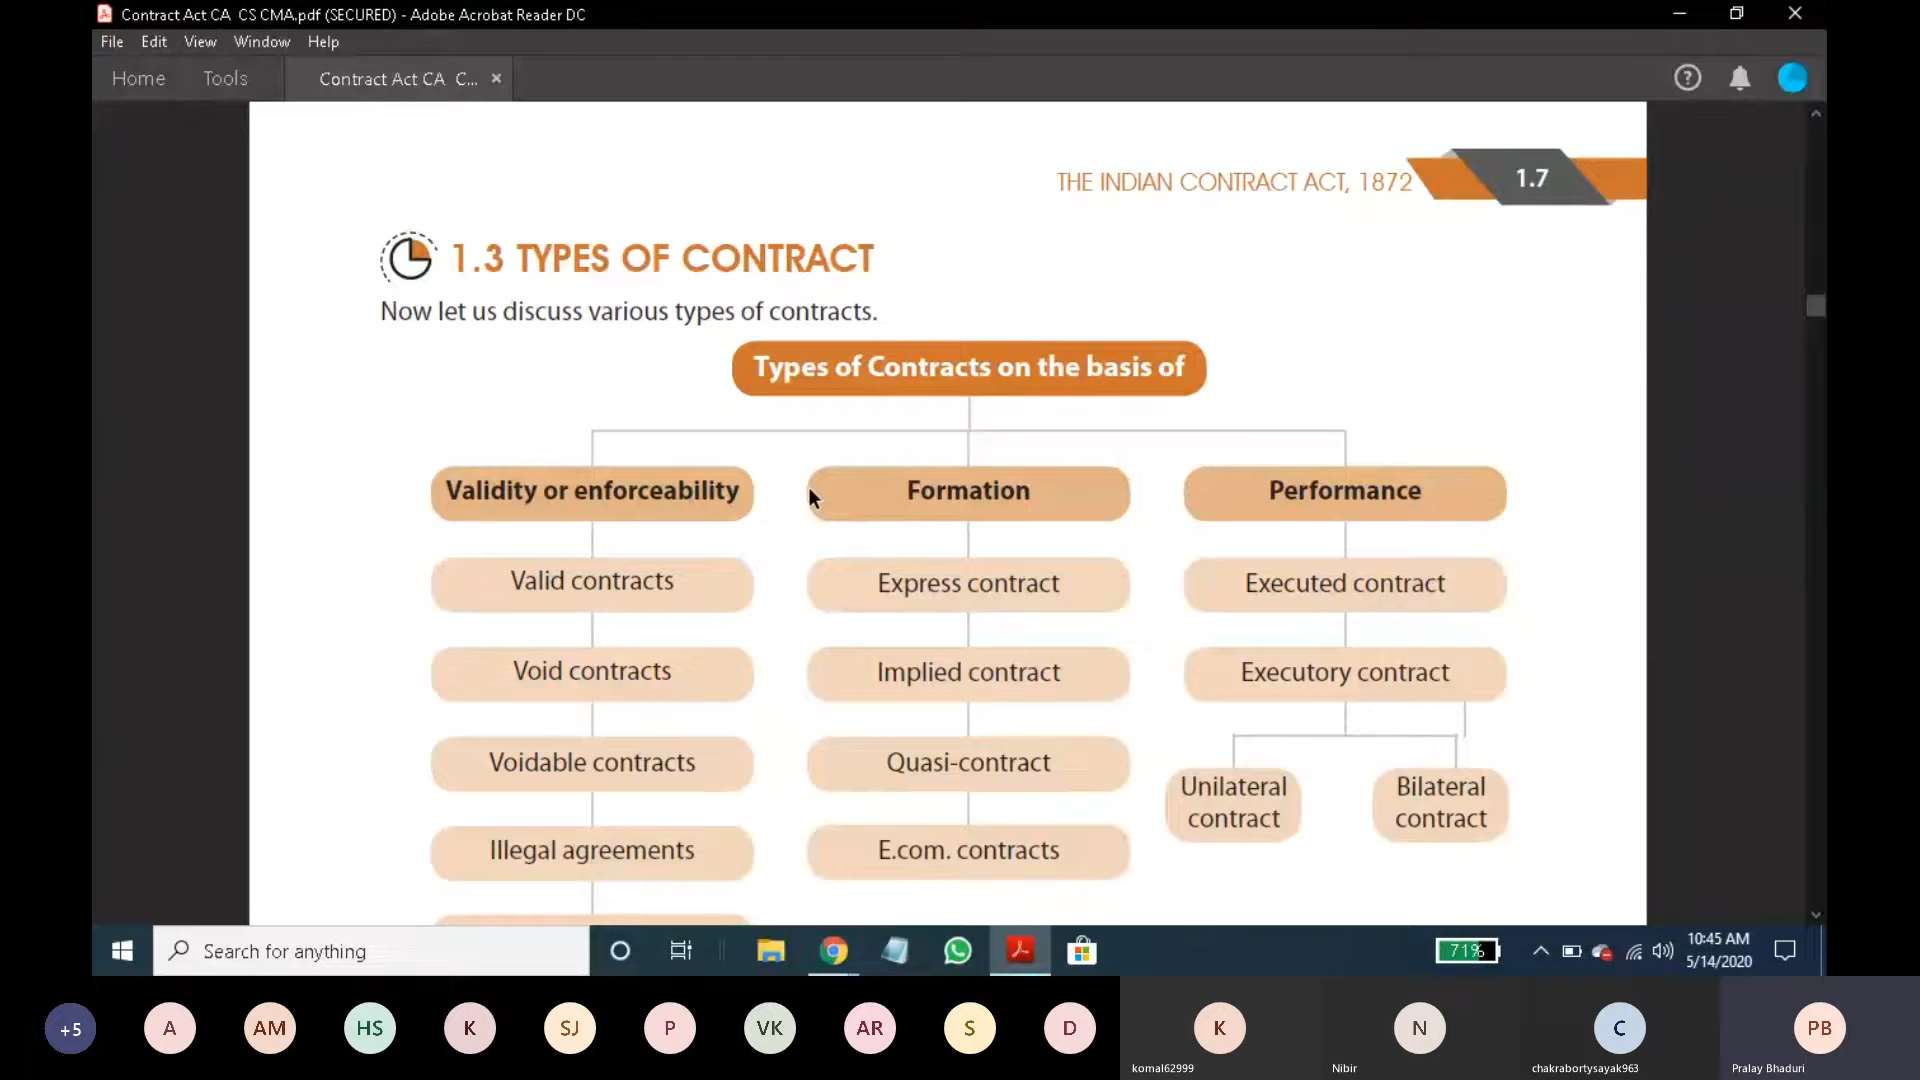 Contract Act CA CS CMA.pdf (SECURED) - Adobe Acrobat Reader DC
File Edit View Window Help
Home Tools Contract Act CA C... ×
THE INDIAN CONTRACT ACT, 1872 1.7
1.3 TYPES OF CONTRACT
Now let us discuss various types of contracts.
Types of Contracts on the basis of
Validity or enforceability Formation Performance
Valid contracts Express contract Executed contract
Void contracts Implied contract Executory contract
Voidable contracts Quasi-contract
Unilateral contract Bilateral contract
Illegal agreements E.com. contracts
Search for anything
71%
10:45 AM
5/14/2020
+5 A AM HS K SJ P VK AR S D K N C PB
komal62999 Nibir chakrabortysayak963 Pralay Bhaduri